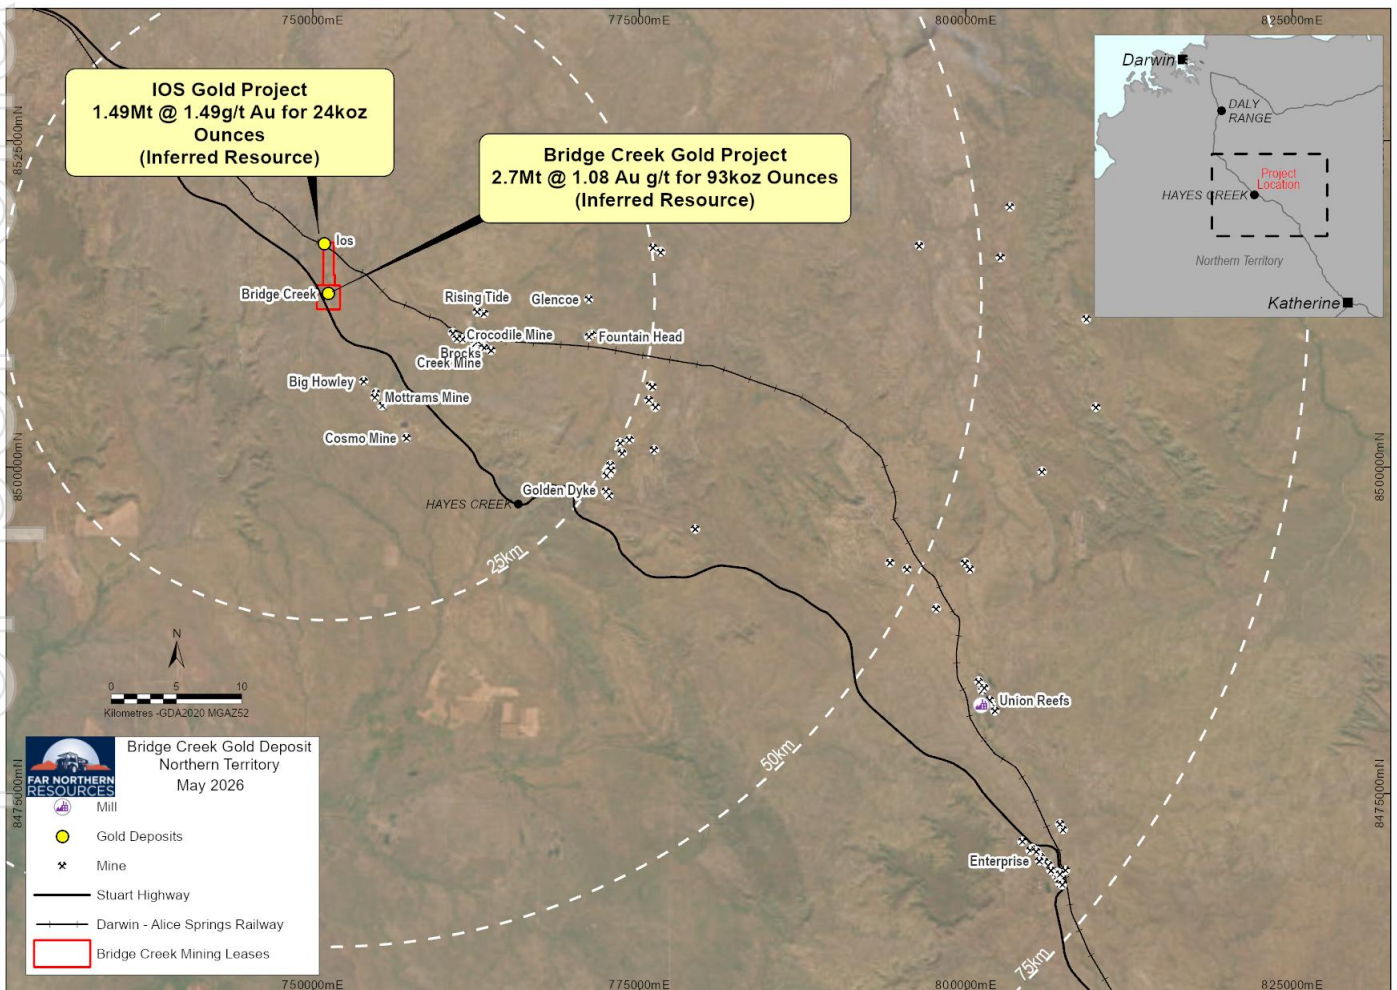 750000mE
775000mE
800000mE
825000mE
8525000mN
8500000mN
8475000mN
IOS Gold Project
1.49Mt @ 1.49g/t Au for 24koz
Ounces
(Inferred Resource)
Bridge Creek Gold Project
2.7Mt @ 1.08 Au g/t for 93koz Ounces
(Inferred Resource)
Darwin
DALY
RANGE
Project
Location
HAYES CREEK
Northern Territory
Katherine
Ios
Bridge Creek
Rising Tide
Glencoe
Crocodile Mine
Fountain Head
Brocks
Creek Mine
Big Howley
Mottrams Mine
Cosmo Mine
Golden Dyke
HAYES CREEK
25km
50km
75km
Union Reefs
Enterprise
N
0 5 10
Kilometres -GDA2020 MGAZ52
FAR NORTHERN
RESOURCES
Bridge Creek Gold Deposit
Northern Territory
May 2026
Mill
Gold Deposits
Mine
Stuart Highway
Darwin - Alice Springs Railway
Bridge Creek Mining Leases
8525000mN
8500000mN
8475000mN
750000mE
775000mE
800000mE
825000mE